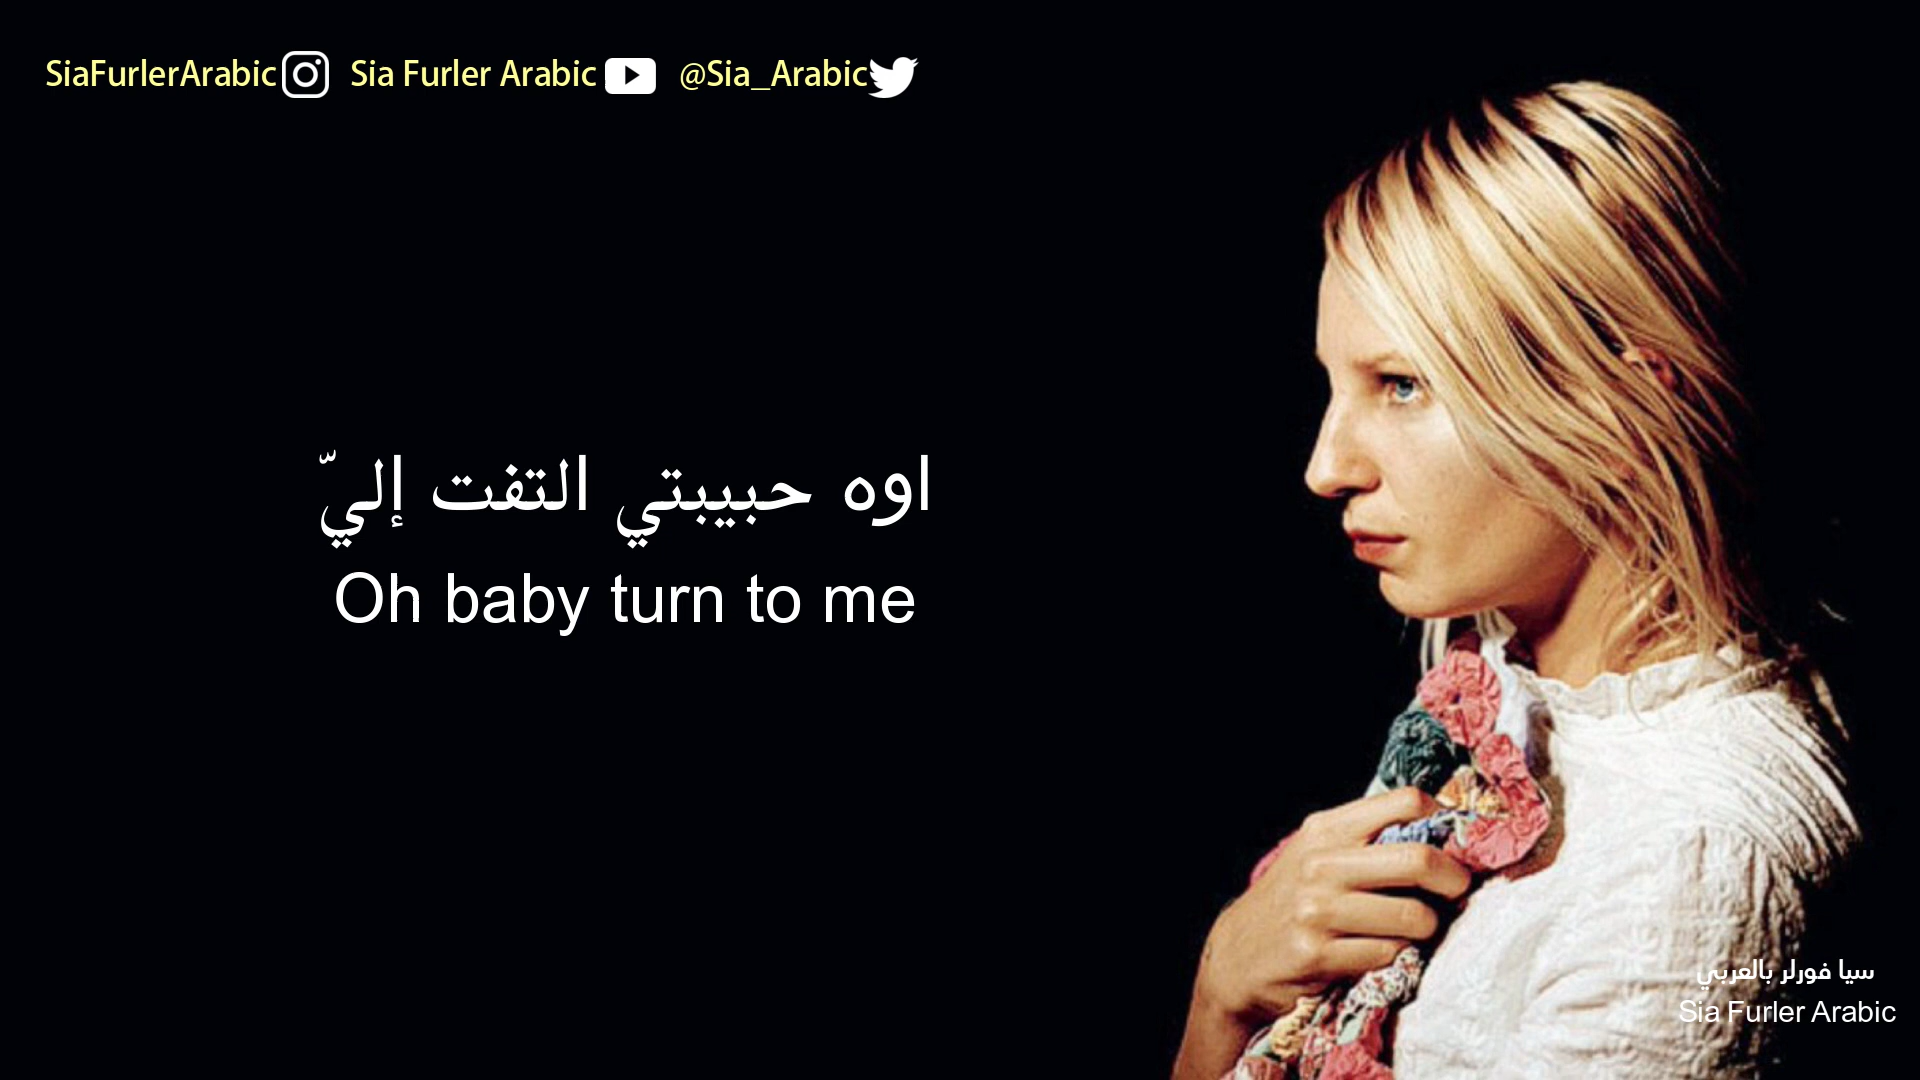 SiaFurlerArabic Sia Furler Arabic @Sia_Arabic
اوه حبيبتي التفت إليّ
Oh baby turn to me
سيا فورلر بالعربي
Sia Furler Arabic